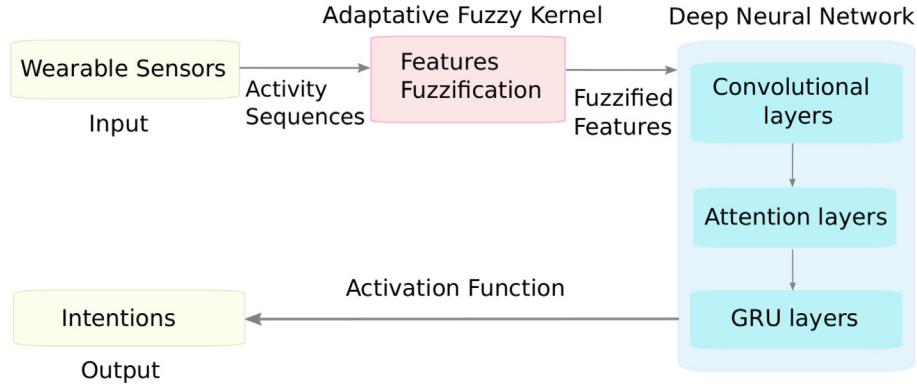 Adaptative Fuzzy Kernel
Deep Neural Network
Wearable Sensors
Input
Activity
Sequences
Features
Fuzzification
Fuzzified
Features
Convolutional
layers
Attention layers
GRU layers
Activation Function
Intentions
Output